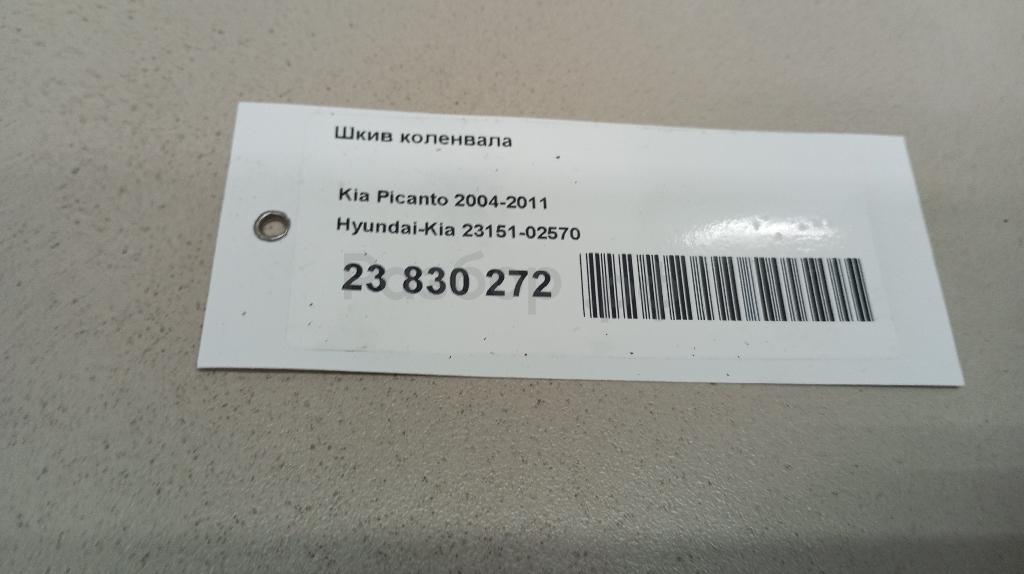 Шкив коленвала
Kia Picanto 2004-2011
Hyundai-Kia 23151-02570
23 830 272